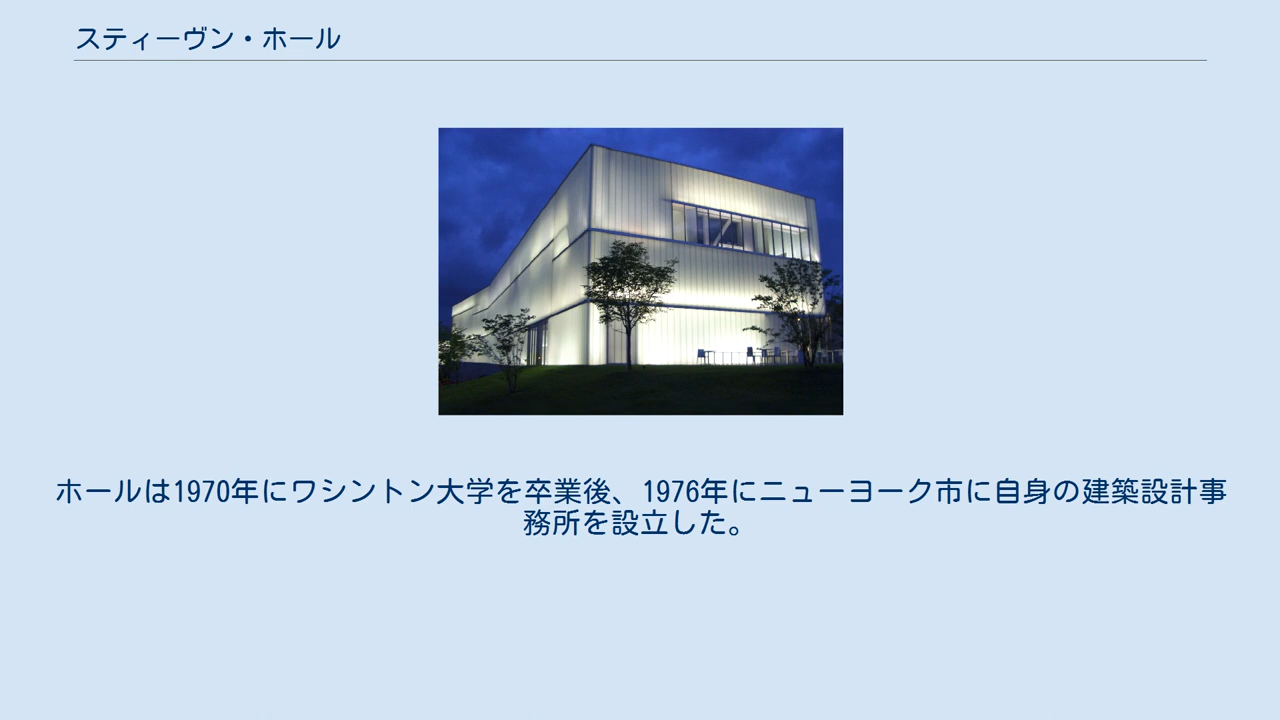 スティーヴン・ホール
ホールは1970年にワシントン大学を卒業後、1976年にニューヨーク市に自身の建築設計事
務所を設立した。